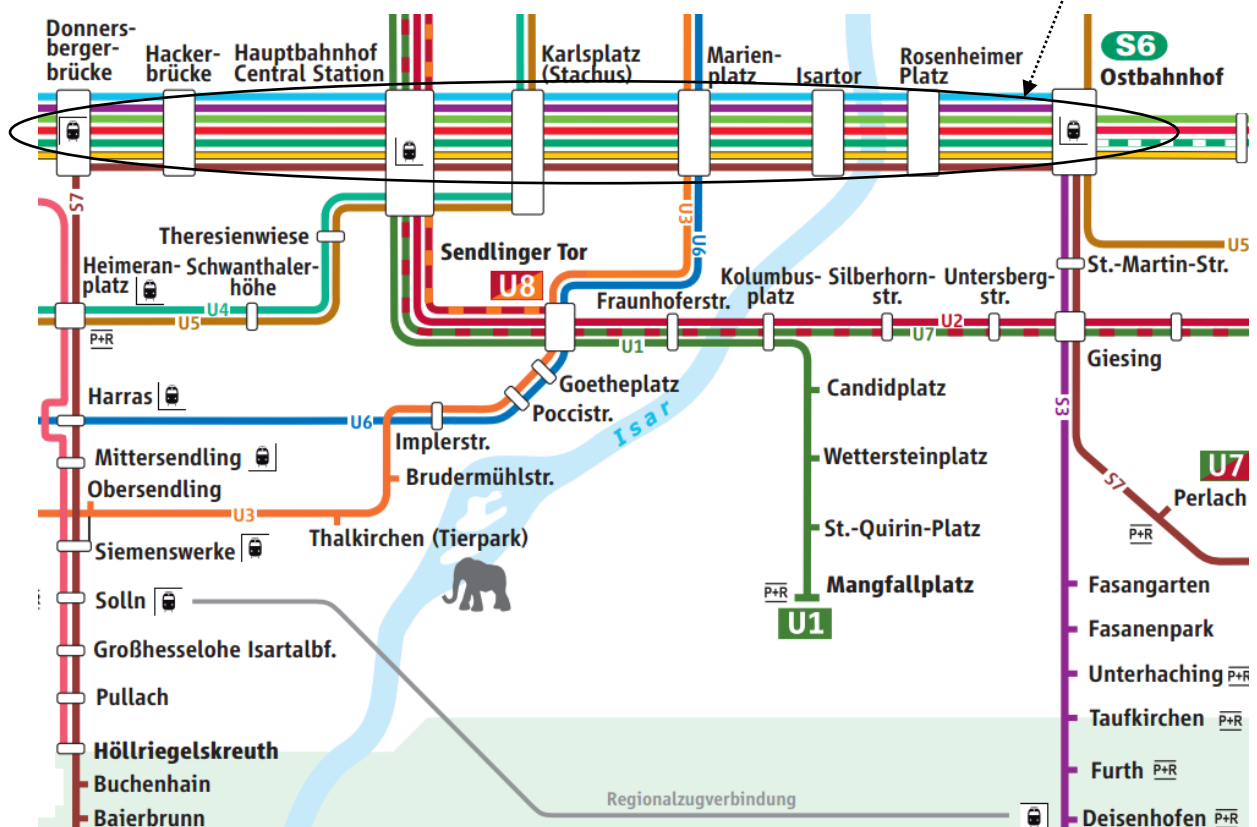 Donners-
berger-
brücke
Hacker-
brücke
Hauptbahnhof
Central Station
Karlsplatz
(Stachus)
Marien-
platz
Isartor
Rosenheimer
Platz
S6
Ostbahnhof
S7
U3
U6
Theresienwiese
Sendlinger Tor
U8
U5
St.-Martin-Str.
Heimeran-
platz
Schwanthaler-
höhe
U4
U5
P+R
Fraunhoferstr.
Kolumbus-
platz
Silberhorn-
str.
Untersberg-
str.
U2
U7
U1
Giesing
Harras
U6
Goetheplatz
Poccistr.
Implerstr.
Isar
Candidplatz
S3
Mittersendling
Obersendling
Brudermühlstr.
Wettersteinplatz
S7
U7
Perlach
P+R
U3
Thalkirchen (Tierpark)
St.-Quirin-Platz
Siemenswerke
Solln
P+R
Mangfallplatz
U1
Fasangarten
Fasanenpark
Großhesselohe Isartalbf.
Unterhaching P+R
Pullach
Taufkirchen P+R
Höllriegelskreuth
Furth P+R
Buchenhain
Regionalzugverbindung
Baierbrunn
Deisenhofen P+R